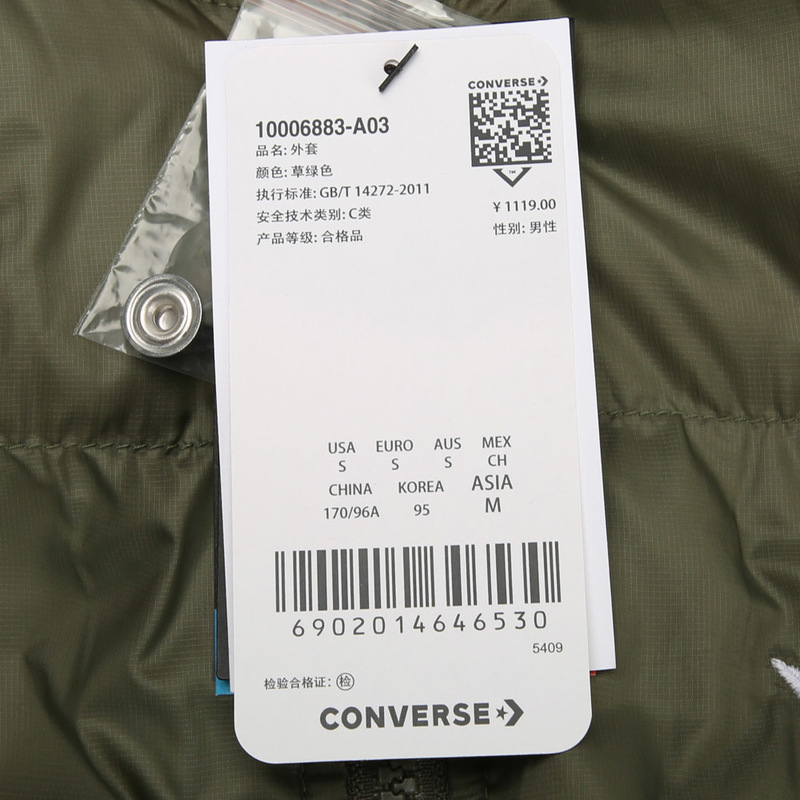 CONVERSE
10006883-A03
品名: 外套
颜色: 草绿色
执行标准: GB/T 14272-2011
安全技术类别: C类
产品等级: 合格品
TM
¥ 1119.00
性别: 男性
USA EURO AUS MEX
S S S CH
CHINA KOREA ASIA
170/96A 95 M
6902014646530
5409
检验合格证: 检
CONVERSE